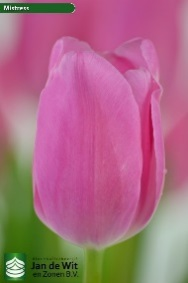 Mistress
Jan de Wit
en Zonen B.V.